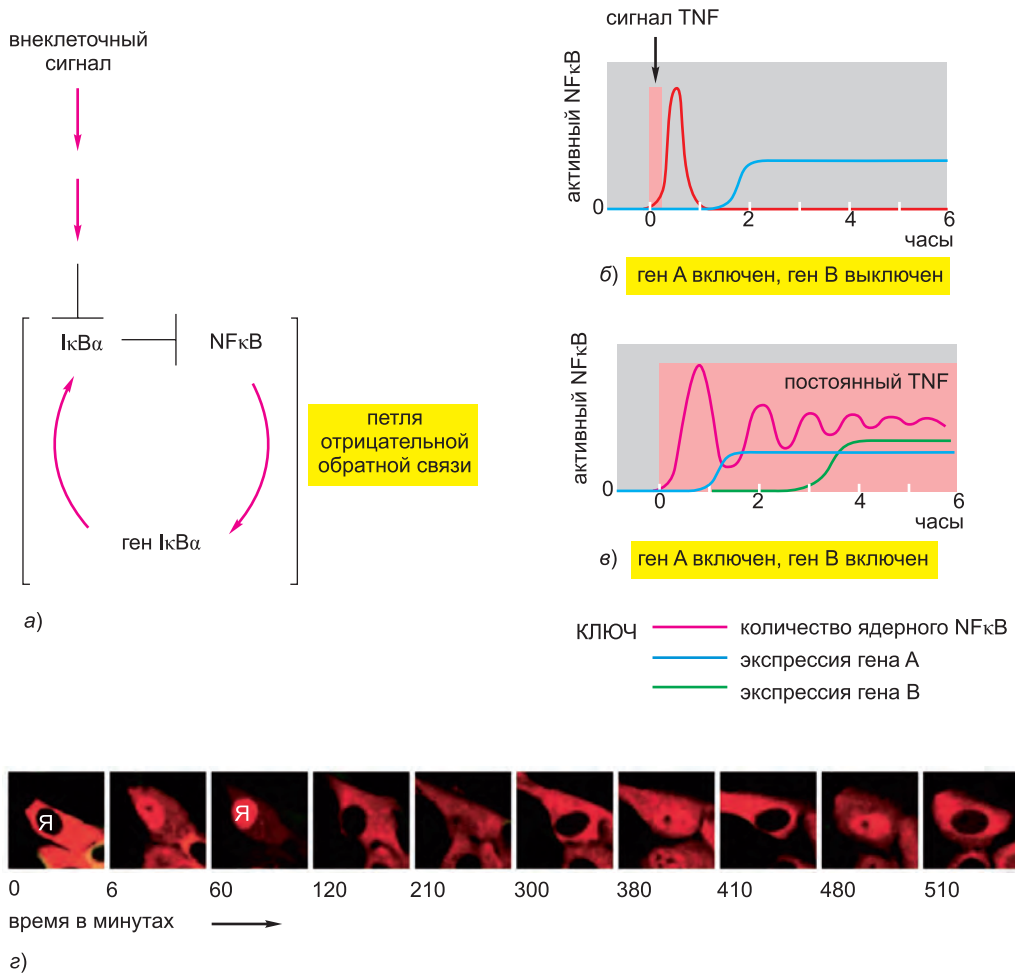 внеклеточный
сигнал
IκBα
NFκB
ген IκBα
петля
отрицательной
обратной связи
а)
сигнал TNF
активный NFκB
0
0
2
4
6
часы
б)
ген А включен, ген В выключен
активный NFκB
постоянный TNF
0
0
2
4
6
часы
в)
ген А включен, ген В включен
КЛЮЧ
количество ядерного NFκB
экспрессия гена А
экспрессия гена В
Я
Я
0 6 60 120 210 300 380 410 480 510
время в минутах
г)